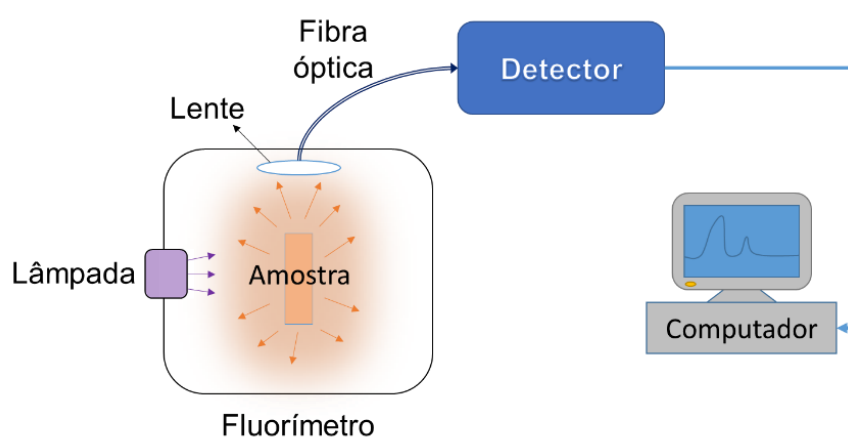 Fibra
óptica
Detector
Lente
Lâmpada
Amostra
Computador
Fluorímetro